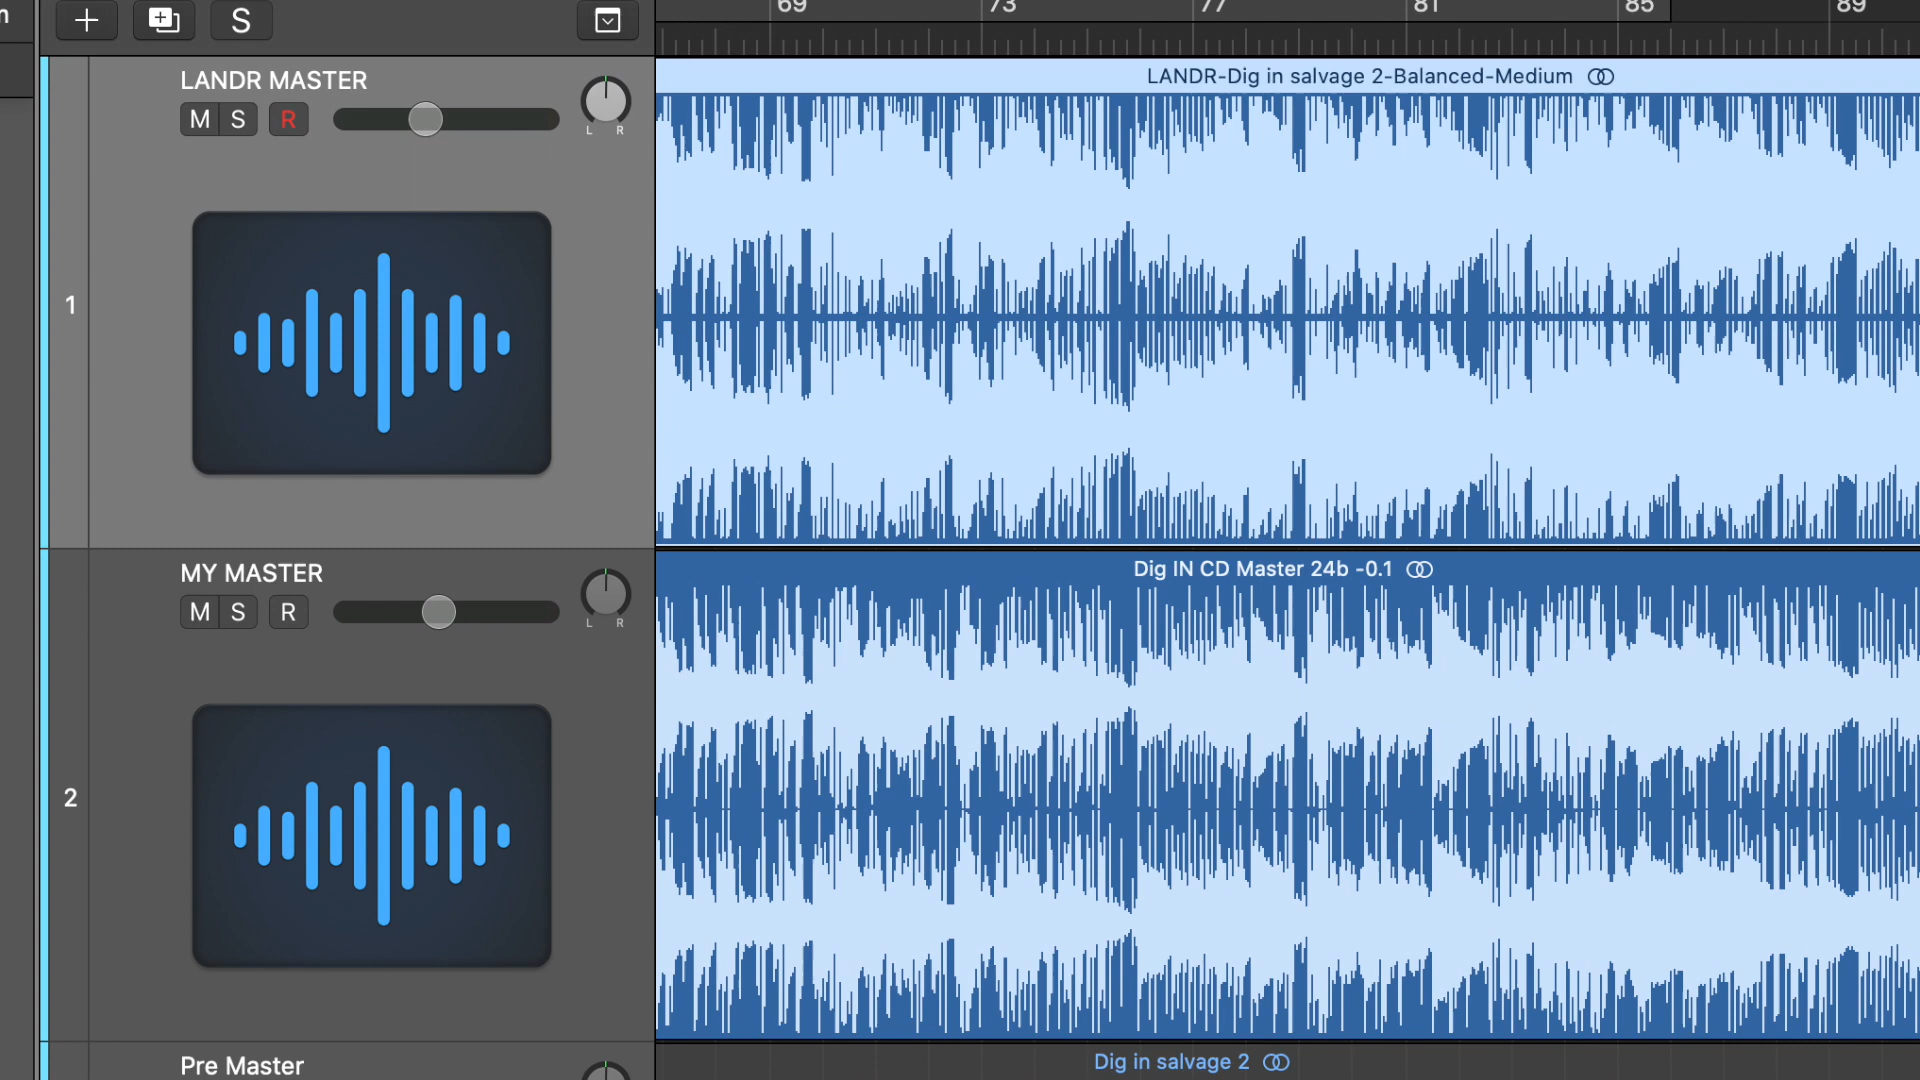 S
69 73 77 81 85 89
LANDR MASTER
M S R
L R
LANDR-Dig in salvage 2-Balanced-Medium
1
MY MASTER
M S R
L R
Dig IN CD Master 24b -0.1
2
Pre Master
Dig in salvage 2